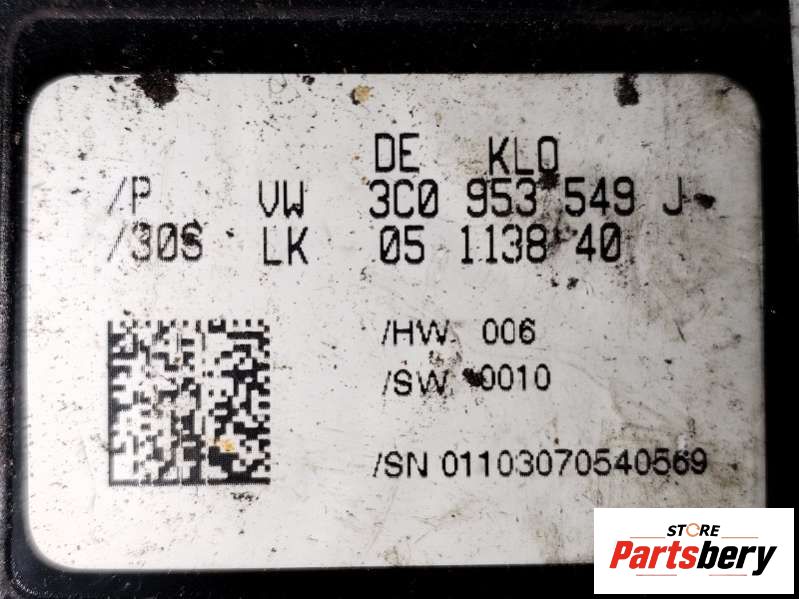 DE KLO
/P VW 3C0 953 549 J
/30S LK 05 1138 40
/HW 006
/SW 0010
/SN 01103070540569
STORE
Partsbery